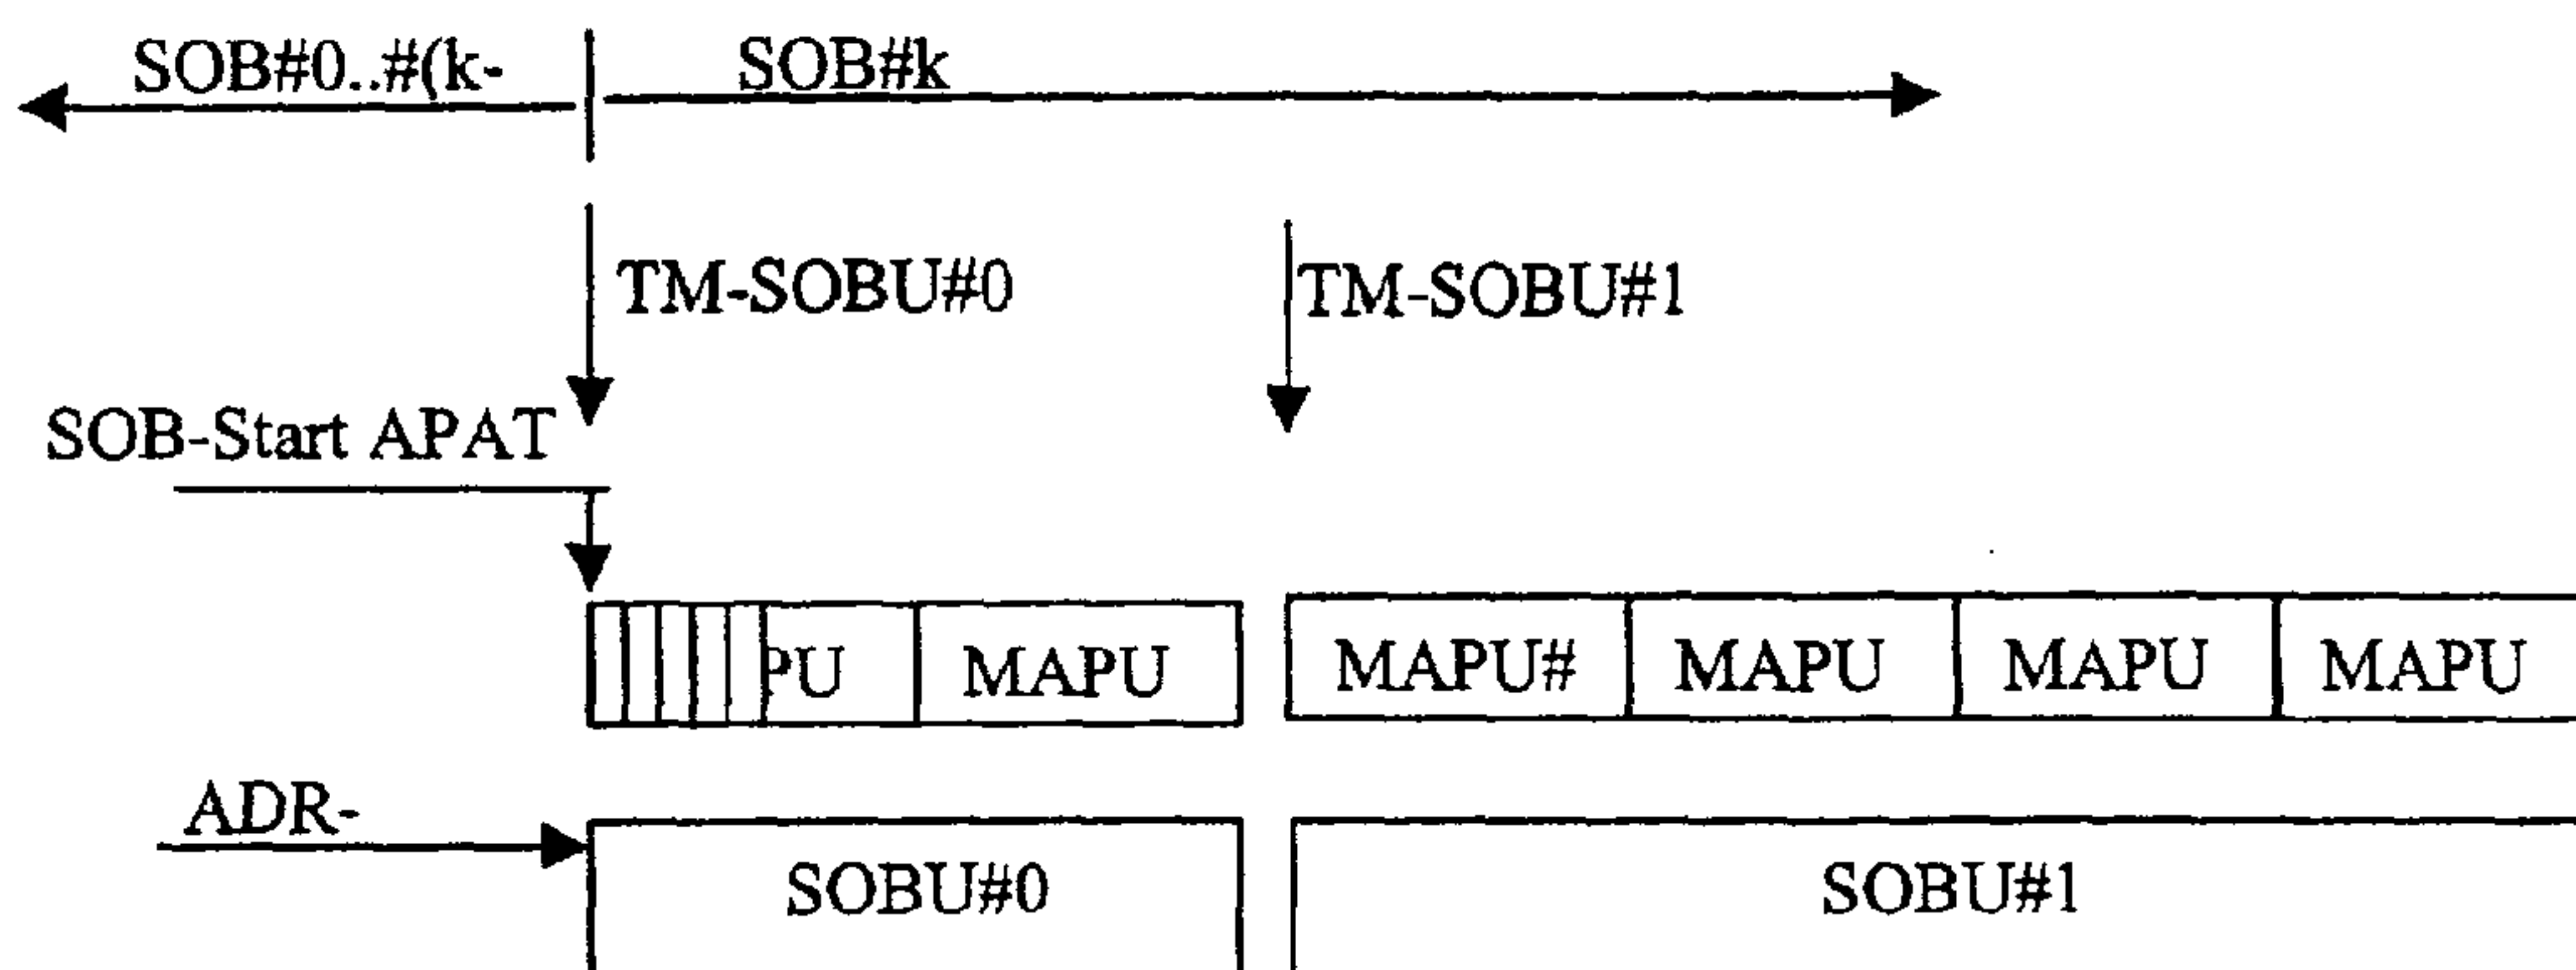 SOB#0..#(k- SOB#k
TM-SOBU#0 TM-SOBU#1
SOB-Start APAT
PU MAPU MAPU# MAPU MAPU MAPU
ADR-
SOBU#0 SOBU#1